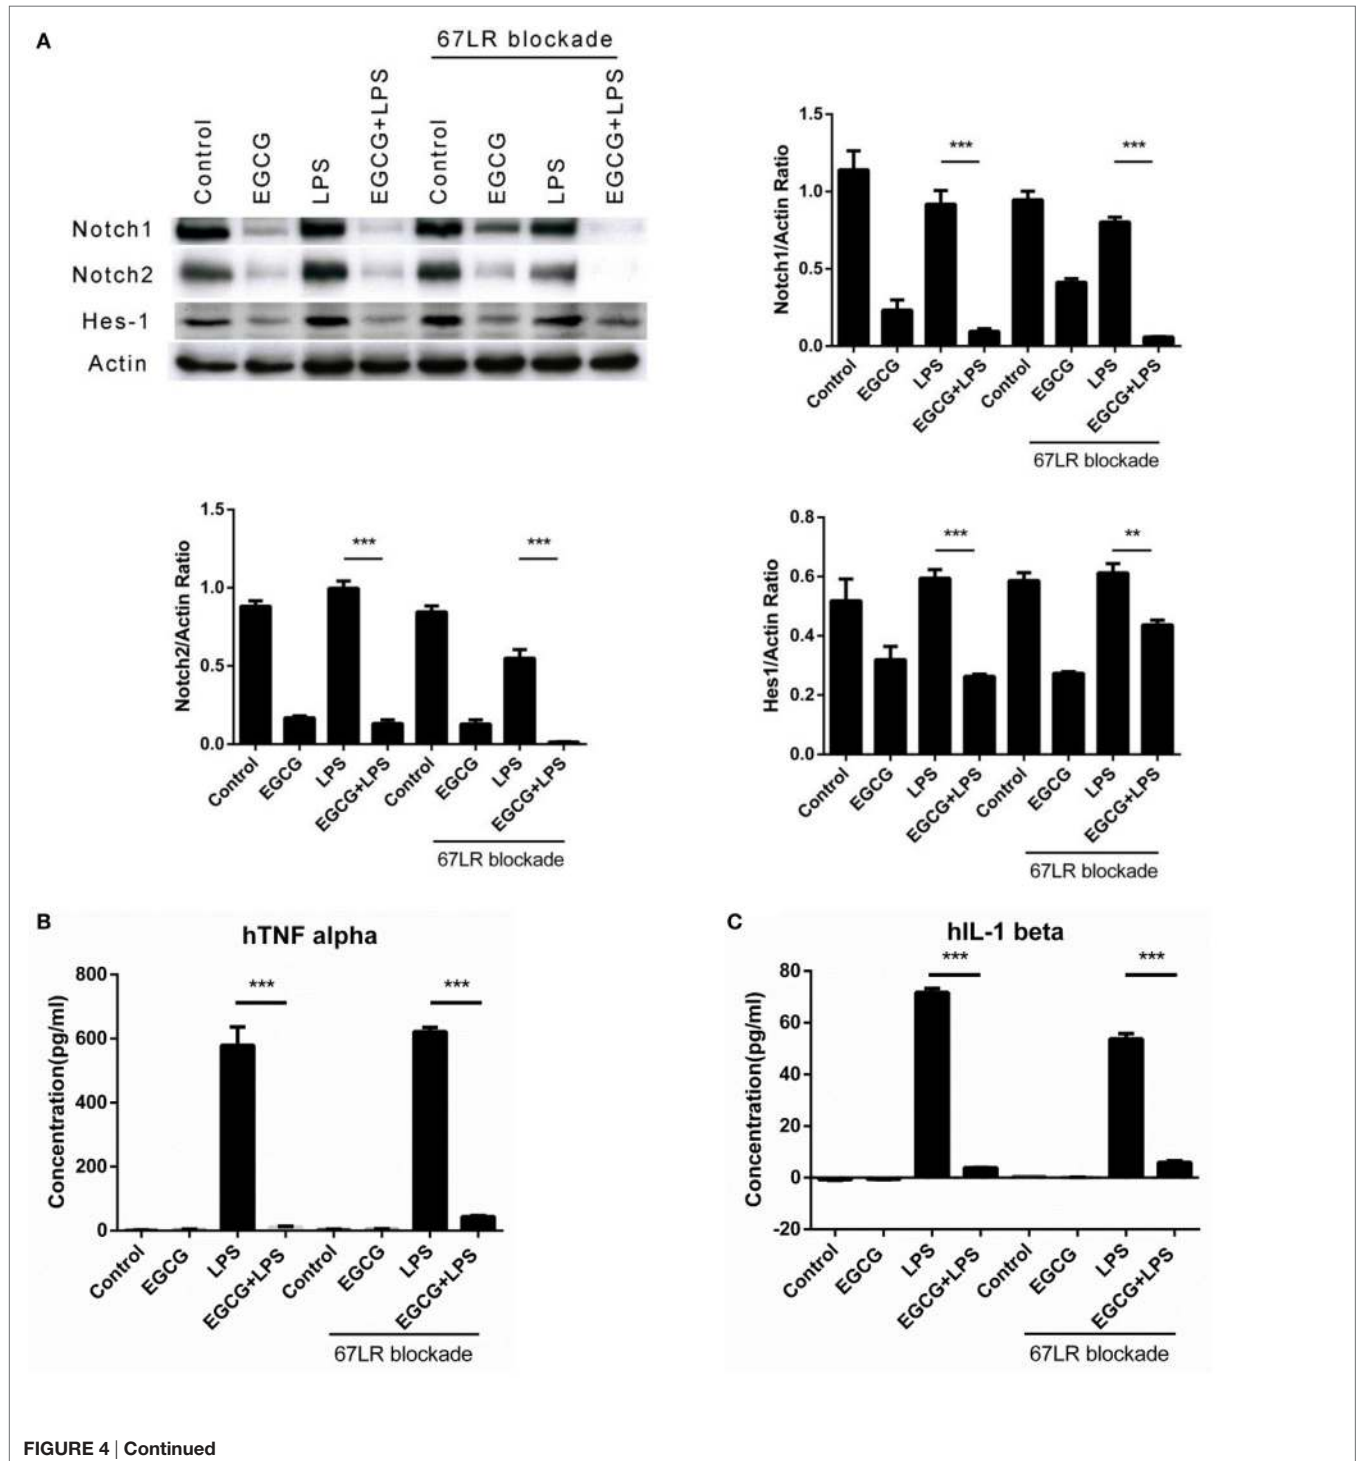 A
67LR blockade
Control
EGCG
LPS
EGCG+LPS
Control
EGCG
LPS
EGCG+LPS
Notch1
Notch2
Hes-1
Actin
Notch1/Actin Ratio
1.5
1.0
0.5
0.0
***
***
Control
EGCG
LPS
EGCG+LPS
Control
EGCG
LPS
EGCG+LPS
67LR blockade
Notch2/Actin Ratio
1.5
1.0
0.5
0.0
***
***
Control
EGCG
LPS
EGCG+LPS
Control
EGCG
LPS
EGCG+LPS
67LR blockade
Hes1/Actin Ratio
0.8
0.6
0.4
0.2
0.0
***
**
Control
EGCG
LPS
EGCG+LPS
Control
EGCG
LPS
EGCG+LPS
67LR blockade
B
hTNF alpha
Concentration(pg/ml)
800
600
400
200
0
***
***
Control
EGCG
LPS
EGCG+LPS
Control
EGCG
LPS
EGCG+LPS
67LR blockade
C
hIL-1 beta
Concentration(pg/ml)
80
60
40
20
0
-20
***
***
Control
EGCG
LPS
EGCG+LPS
Control
EGCG
LPS
EGCG+LPS
67LR blockade
FIGURE 4 | Continued